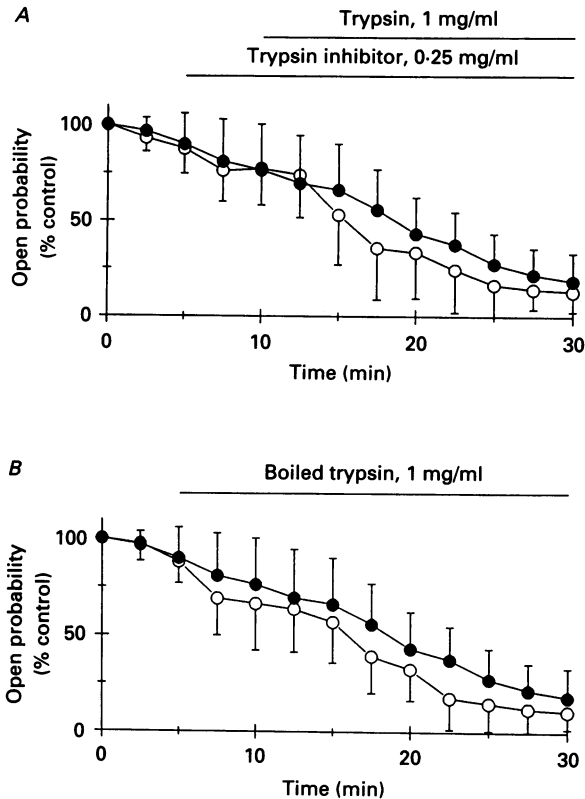 A
Trypsin, 1 mg/ml
Trypsin inhibitor, 0·25 mg/ml
Open probability
(% control)
100
50
0
0
10
20
30
Time (min)
B
Boiled trypsin, 1 mg/ml
Open probability
(% control)
100
50
0
0
10
20
30
Time (min)